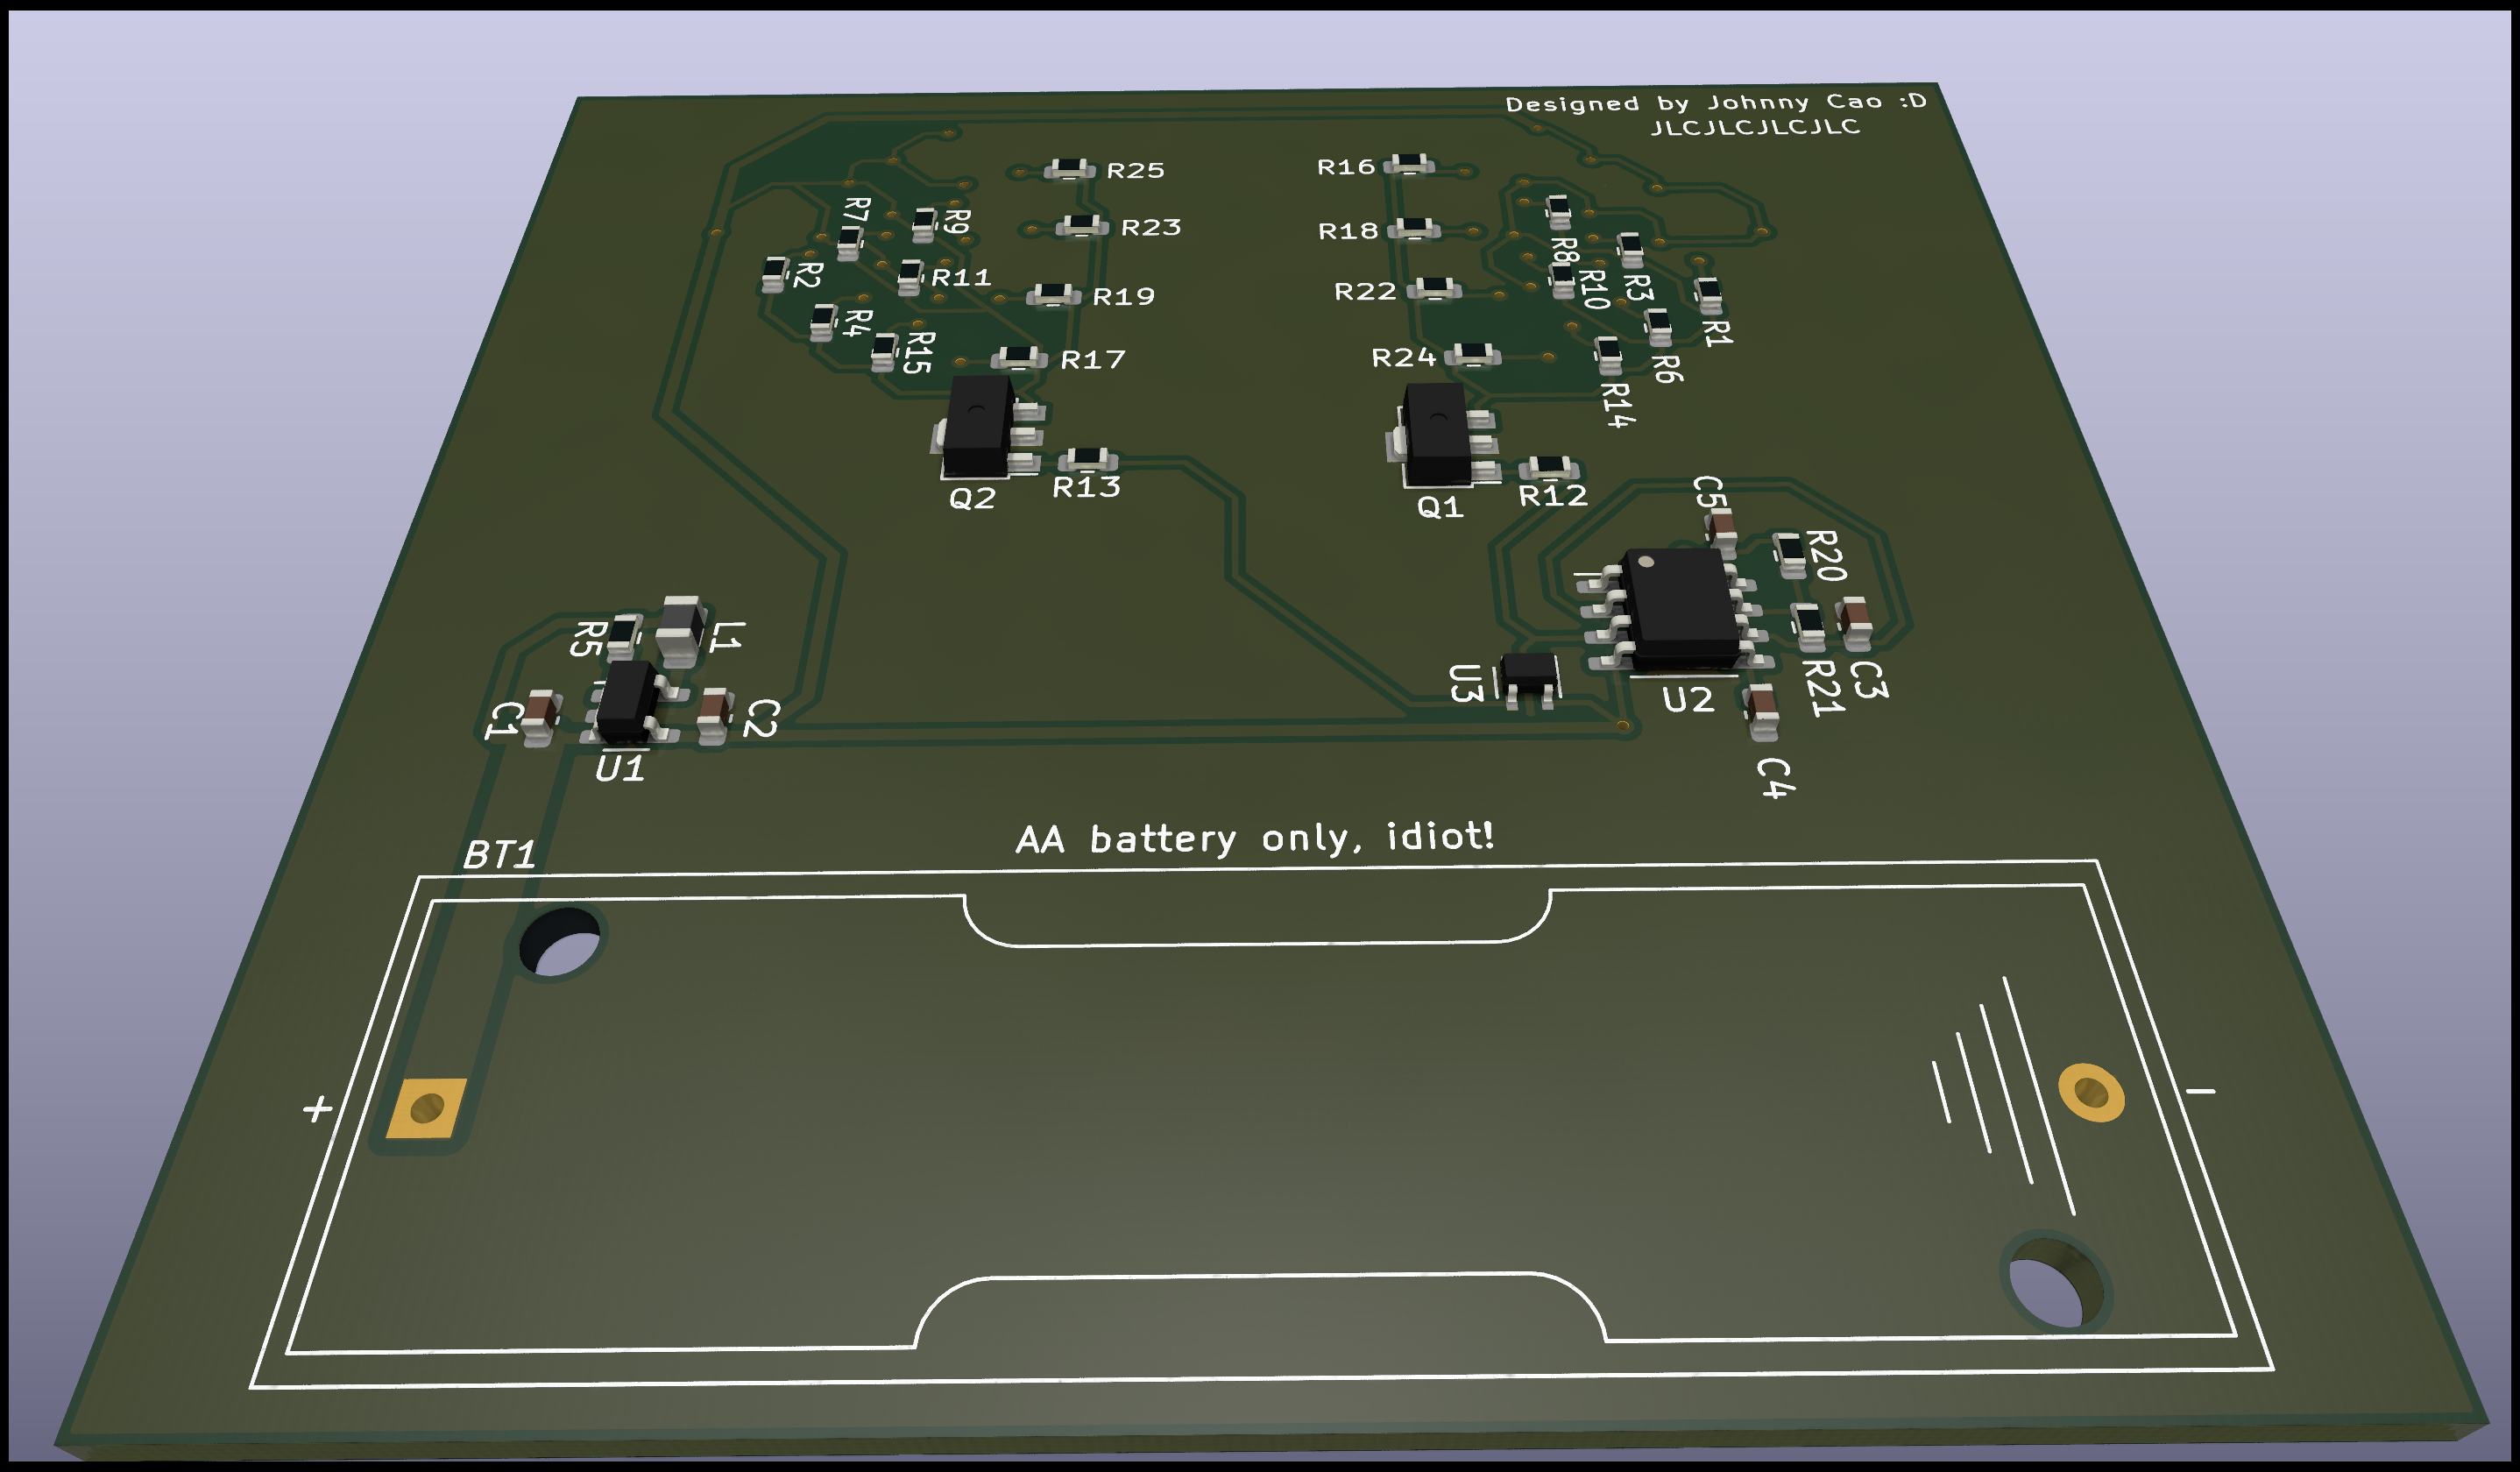 Designed by Johnny Cao :D
JLCJLCJLCJLC
R25
R16
R7
R9
R23
R18
R8
R2
R11
R10
R3
R19
R22
R1
R4
R15
R17
R24
R6
R14
Q2
R13
Q1
R12
C5
R20
R5
L1
U3
U2
R21
C3
C1
C2
U1
C4
AA battery only, idiot!
BT1
+
-